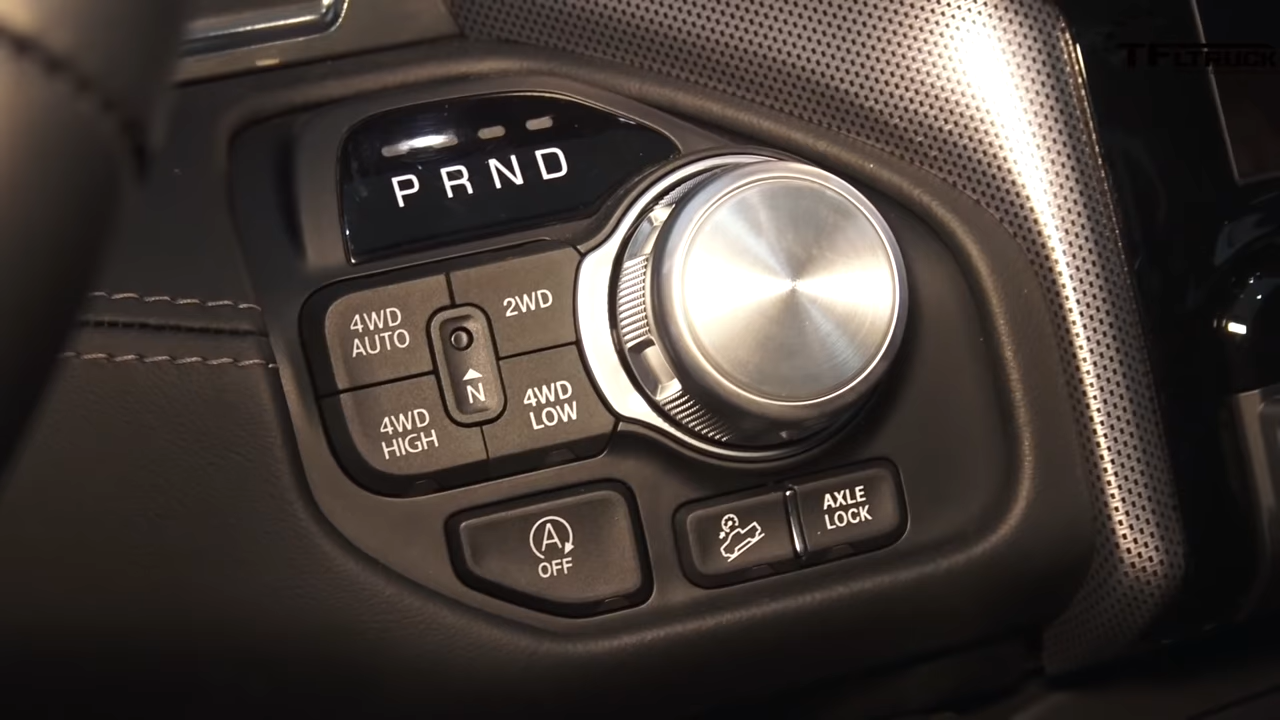 TFLTRUCK
P R N D
4WD
AUTO
2WD
N
4WD
HIGH
4WD
LOW
A
OFF
AXLE
LOCK